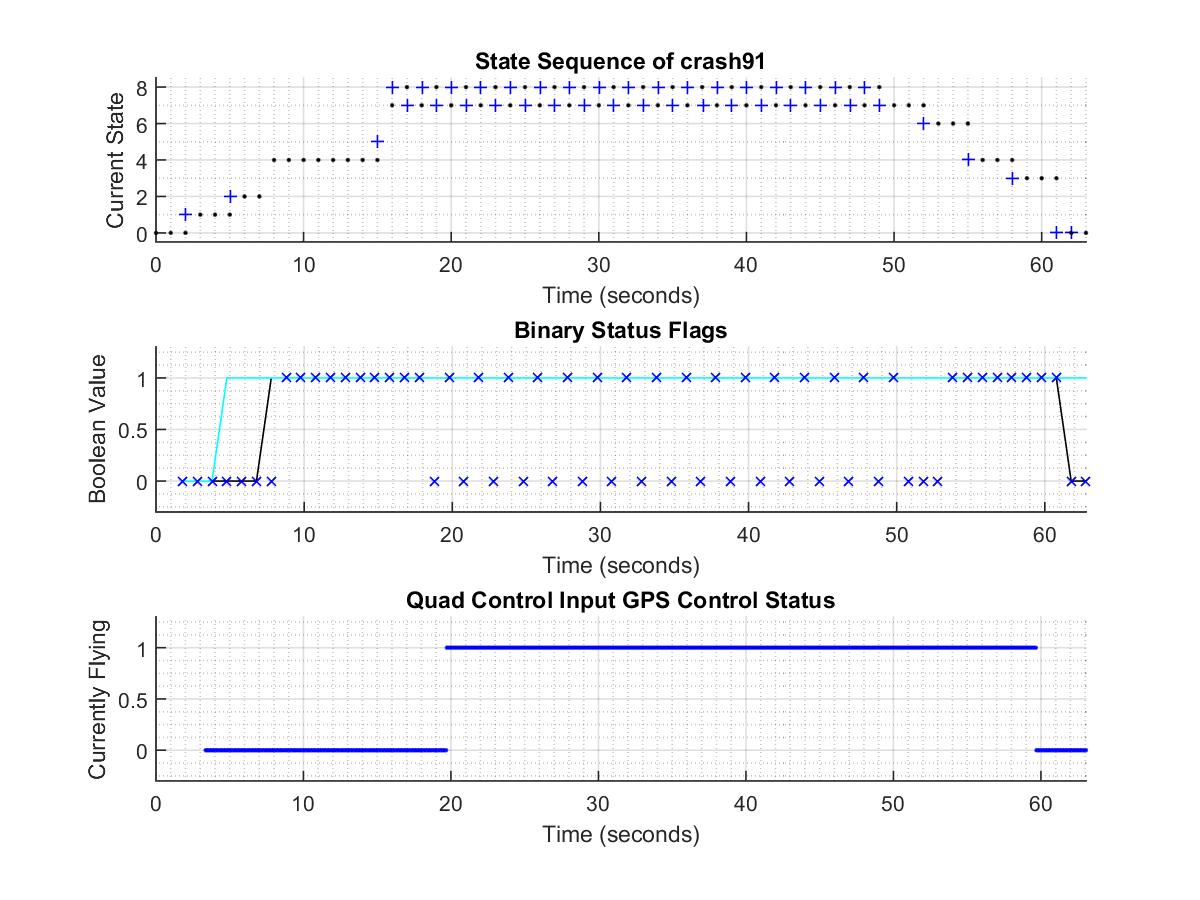 State Sequence of crash91
Current State
8
6
4
2
0
0 10 20 30 40 50 60
Time (seconds)
Binary Status Flags
Boolean Value
1
0.5
0
0 10 20 30 40 50 60
Time (seconds)
Quad Control Input GPS Control Status
Currently Flying
1
0.5
0
0 10 20 30 40 50 60
Time (seconds)